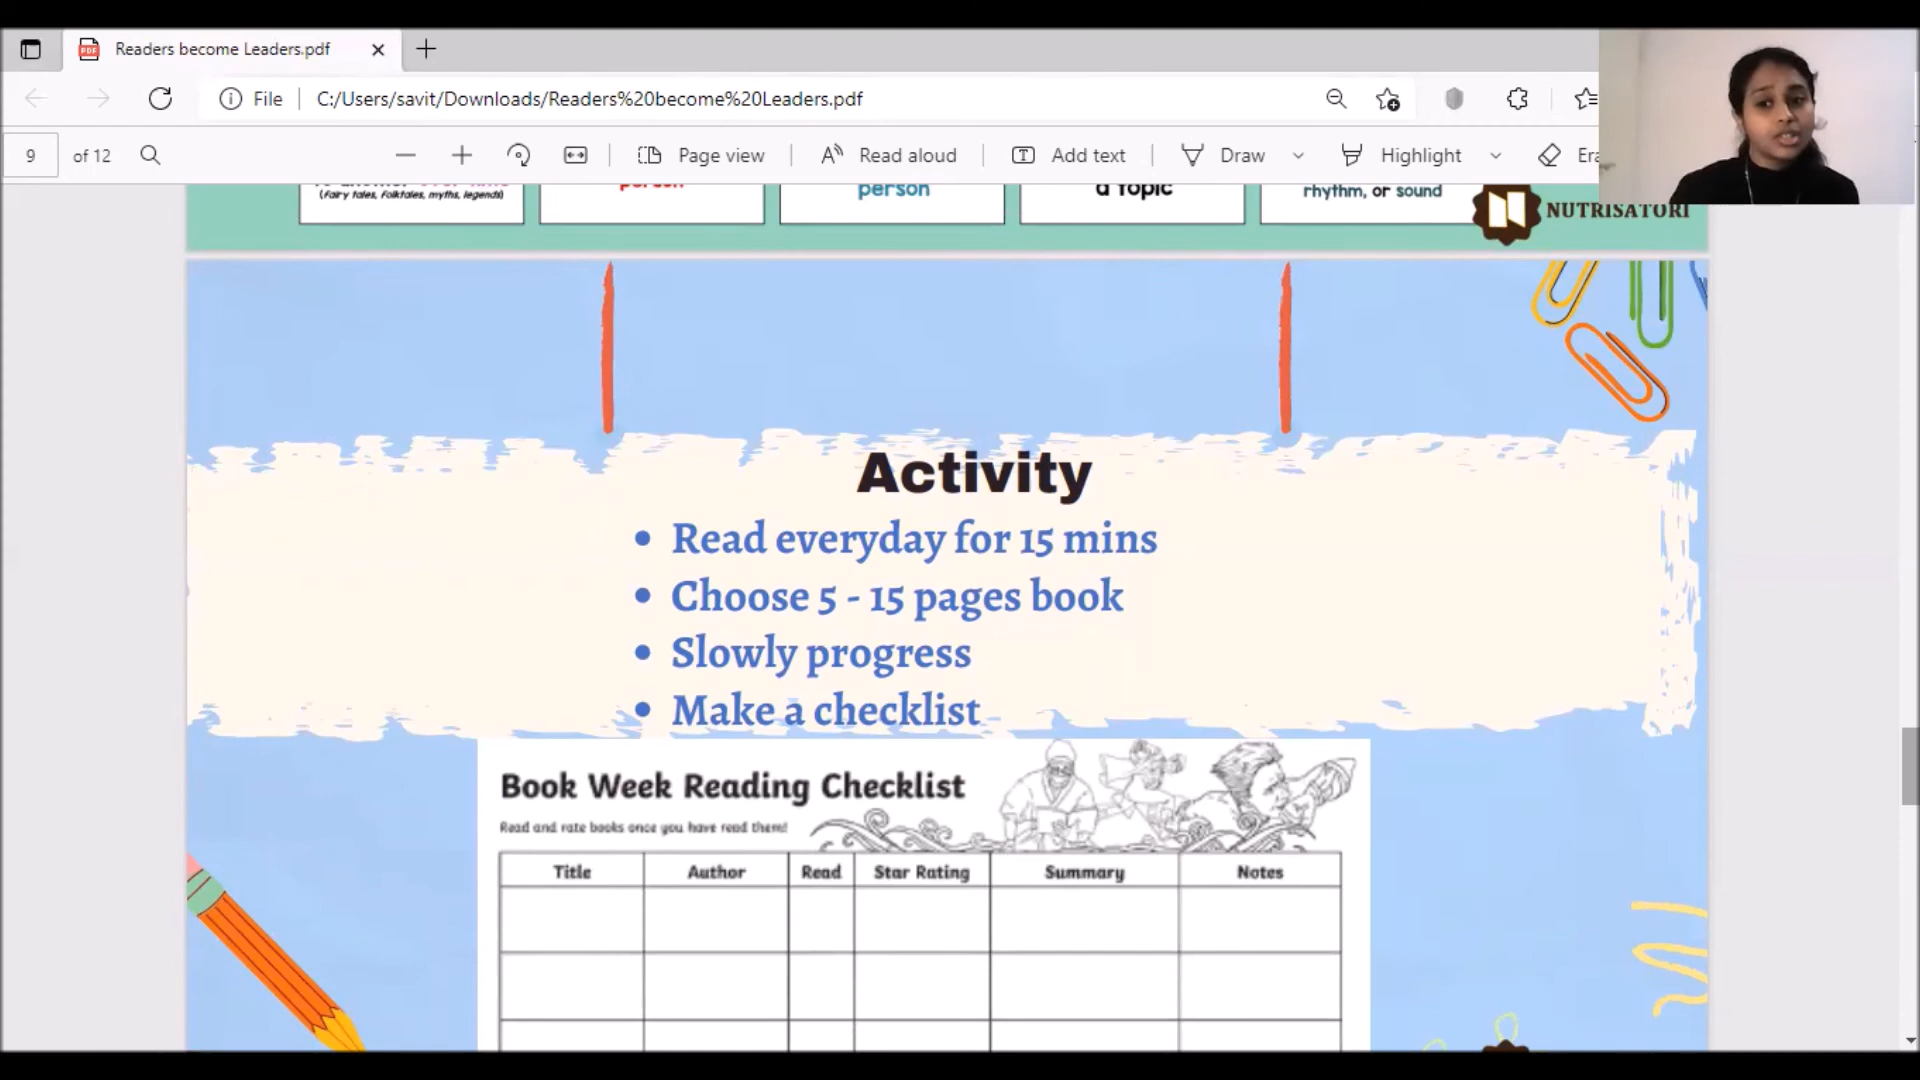 Readers become Leaders.pdf
File
C:/Users/savit/Downloads/Readers%20become%20Leaders.pdf
9 of 12
Page view
Read aloud
Add text
Draw
Highlight
Era
(Fairy tales, Folktales, myths, legends)
person
person
a topic
rhythm, or sound
NUTRISATORI
Activity
• Read everyday for 15 mins
• Choose 5 - 15 pages book
• Slowly progress
• Make a checklist
Book Week Reading Checklist
Read and rate books once you have read them!
Title Author Read Star Rating Summary Notes